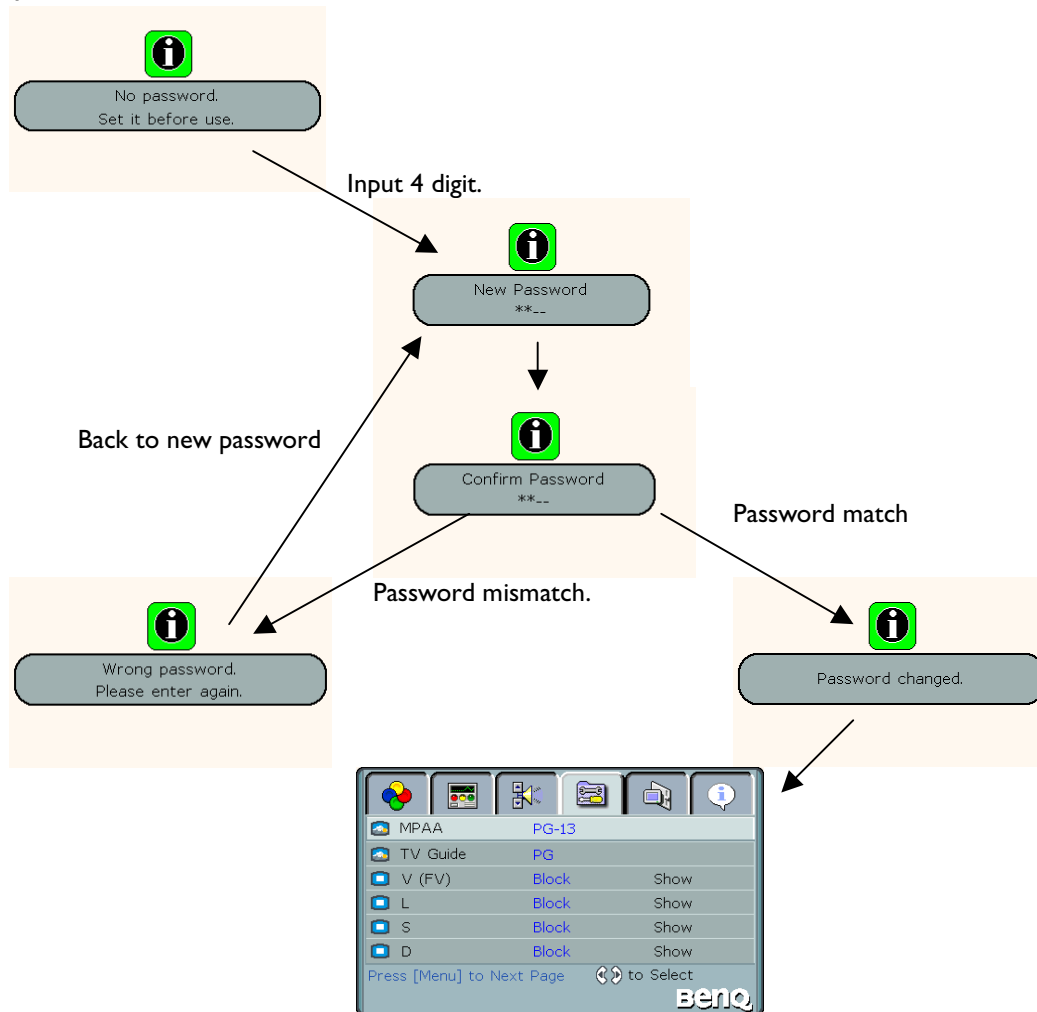 No password.
Set it before use.
Input 4 digit.
New Password
**--
Confirm Password
**--
Back to new password
Password match
Password mismatch.
Wrong password.
Please enter again.
Password changed.
MPAA PG-13
TV Guide PG
V (FV) Block Show
L Block Show
S Block Show
D Block Show
Press [Menu] to Next Page to Select
BenQ